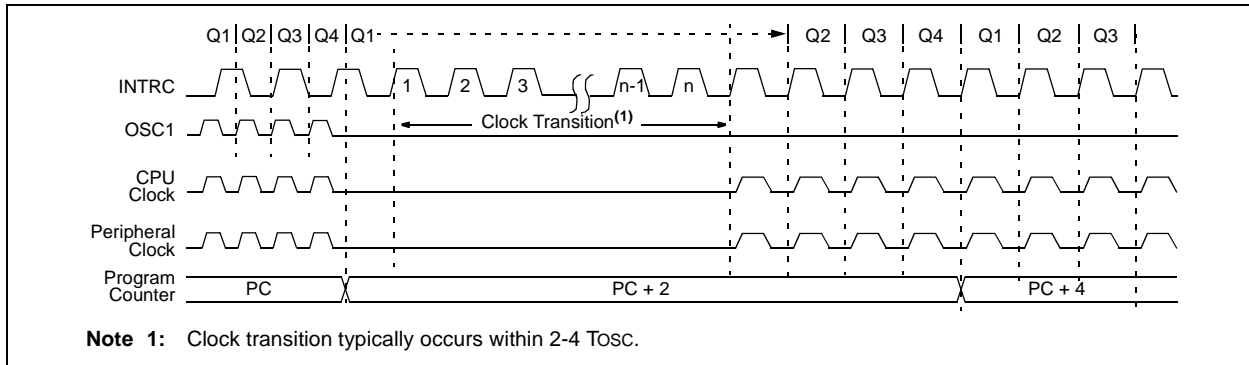 Q1 Q2 Q3 Q4 Q1 Q2 Q3 Q4 Q1 Q2 Q3
INTRC 1 2 3 n-1 n
OSC1 Clock Transition(1)
CPU
Clock
Peripheral
Clock
Program
Counter PC PC + 2 PC + 4
Note 1: Clock transition typically occurs within 2-4 TOSC.